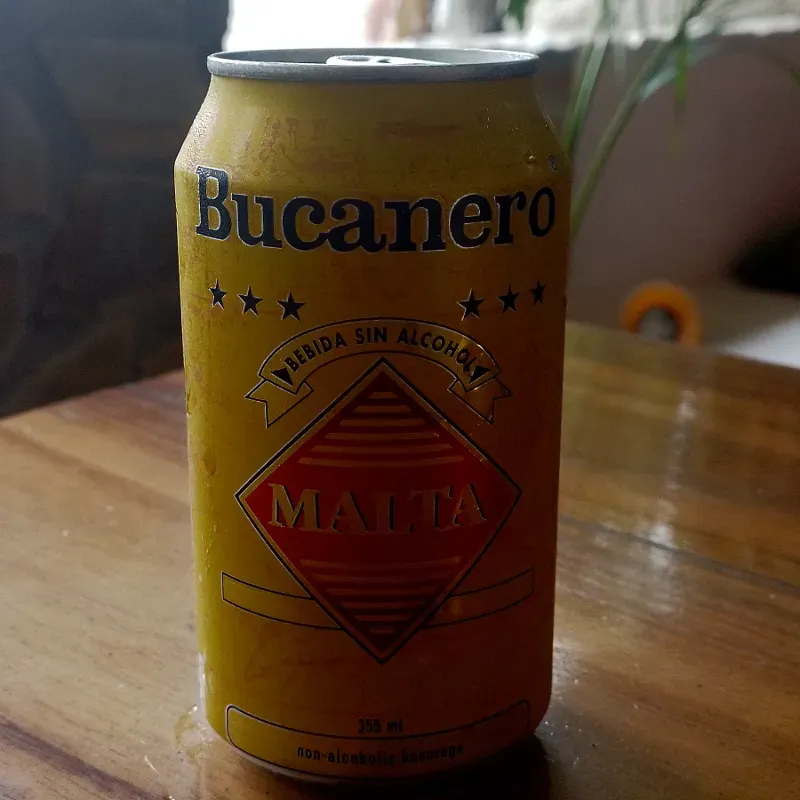 Bucanero
®
BEBIDA SIN ALCOHOL
MALTA
355 ml
non-alcoholic beverage